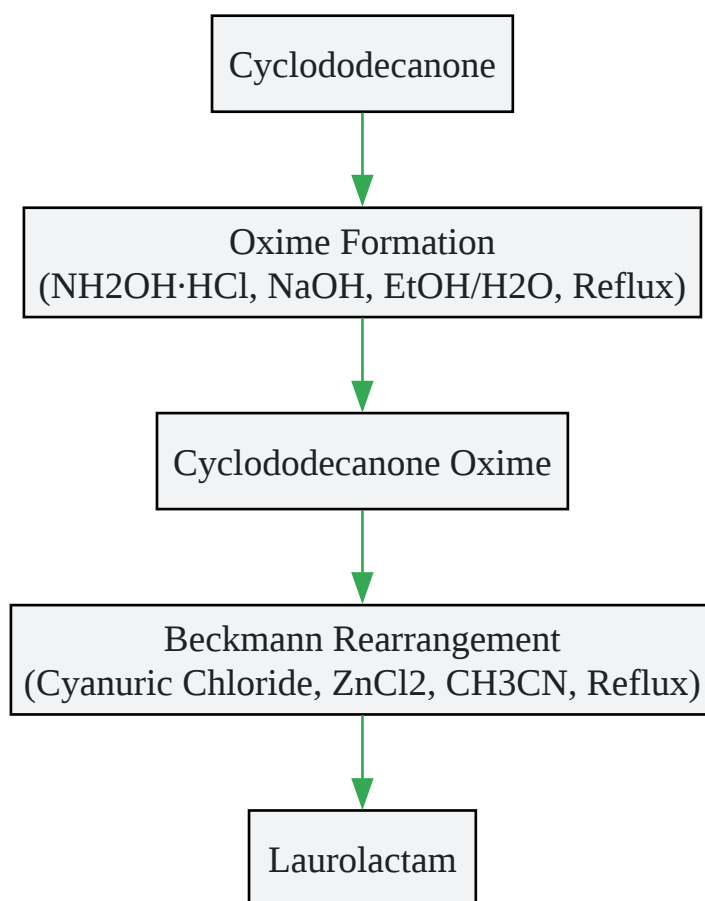 Cyclododecanone
Oxime Formation
(NH2OH·HCl, NaOH, EtOH/H2O, Reflux)
Cyclododecanone Oxime
Beckmann Rearrangement
(Cyanuric Chloride, ZnCl2, CH3CN, Reflux)
Laurolactam